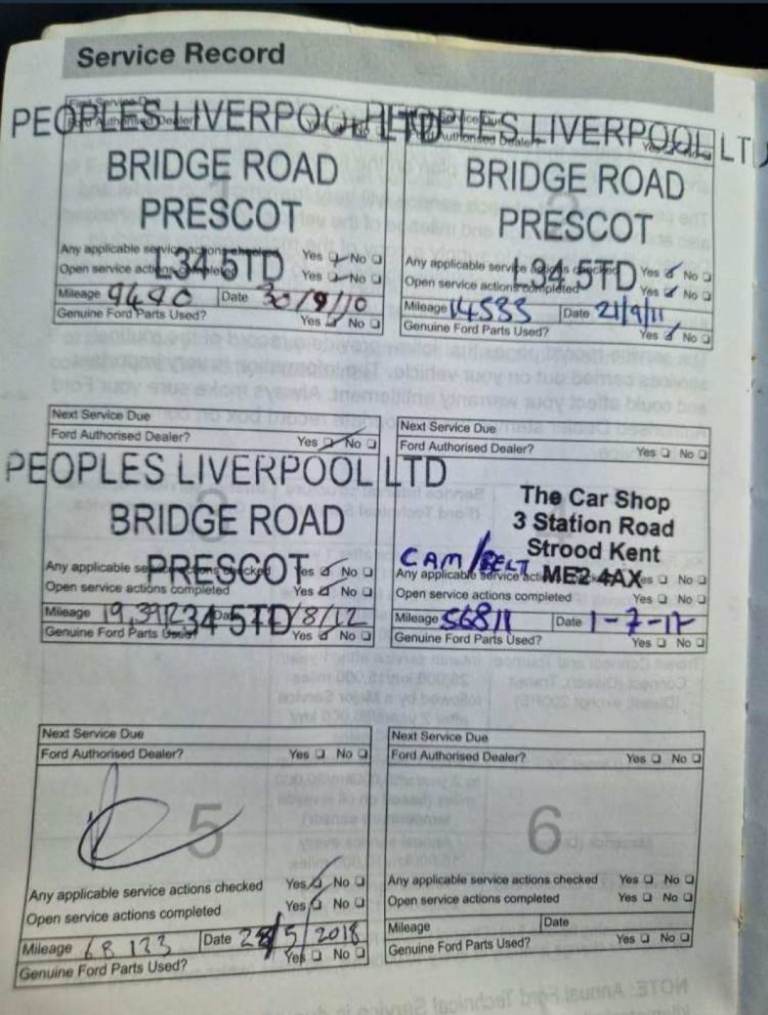 Service Record
PEOPLES LIVERPOOL LTD
BRIDGE ROAD
PRESCOT
L34 5TD
Any applicable service actions checked Yes No
Open service actions completed Yes No
Mileage 9490 Date 30/9/10
Genuine Ford Parts Used? Yes No
PEOPLES LIVERPOOL LTD
BRIDGE ROAD
PRESCOT
L34 5TD
Any applicable service actions checked Yes No
Open service actions completed Yes No
Mileage 14533 Date 21/9/11
Genuine Ford Parts Used? Yes No
Next Service Due
Ford Authorised Dealer? Yes No
PEOPLES LIVERPOOL LTD
BRIDGE ROAD
PRESCOT
L34 5TD
Any applicable service actions checked Yes No
Open service actions completed Yes No
Mileage 19,392 Date /8/12
Genuine Ford Parts Used? Yes No
Next Service Due
Ford Authorised Dealer? Yes No
The Car Shop
3 Station Road
Strood Kent
ME2 4AX
CAM/BELT
Any applicable service actions checked Yes No
Open service actions completed Yes No
Mileage 56811 Date 1-7-17
Genuine Ford Parts Used? Yes No
Next Service Due
Ford Authorised Dealer? Yes No
5
Any applicable service actions checked Yes No
Open service actions completed Yes No
Mileage 68123 Date 28/5/2018
Genuine Ford Parts Used? Yes No
Next Service Due
Ford Authorised Dealer? Yes No
6
Any applicable service actions checked Yes No
Open service actions completed Yes No
Mileage Date
Genuine Ford Parts Used? Yes No